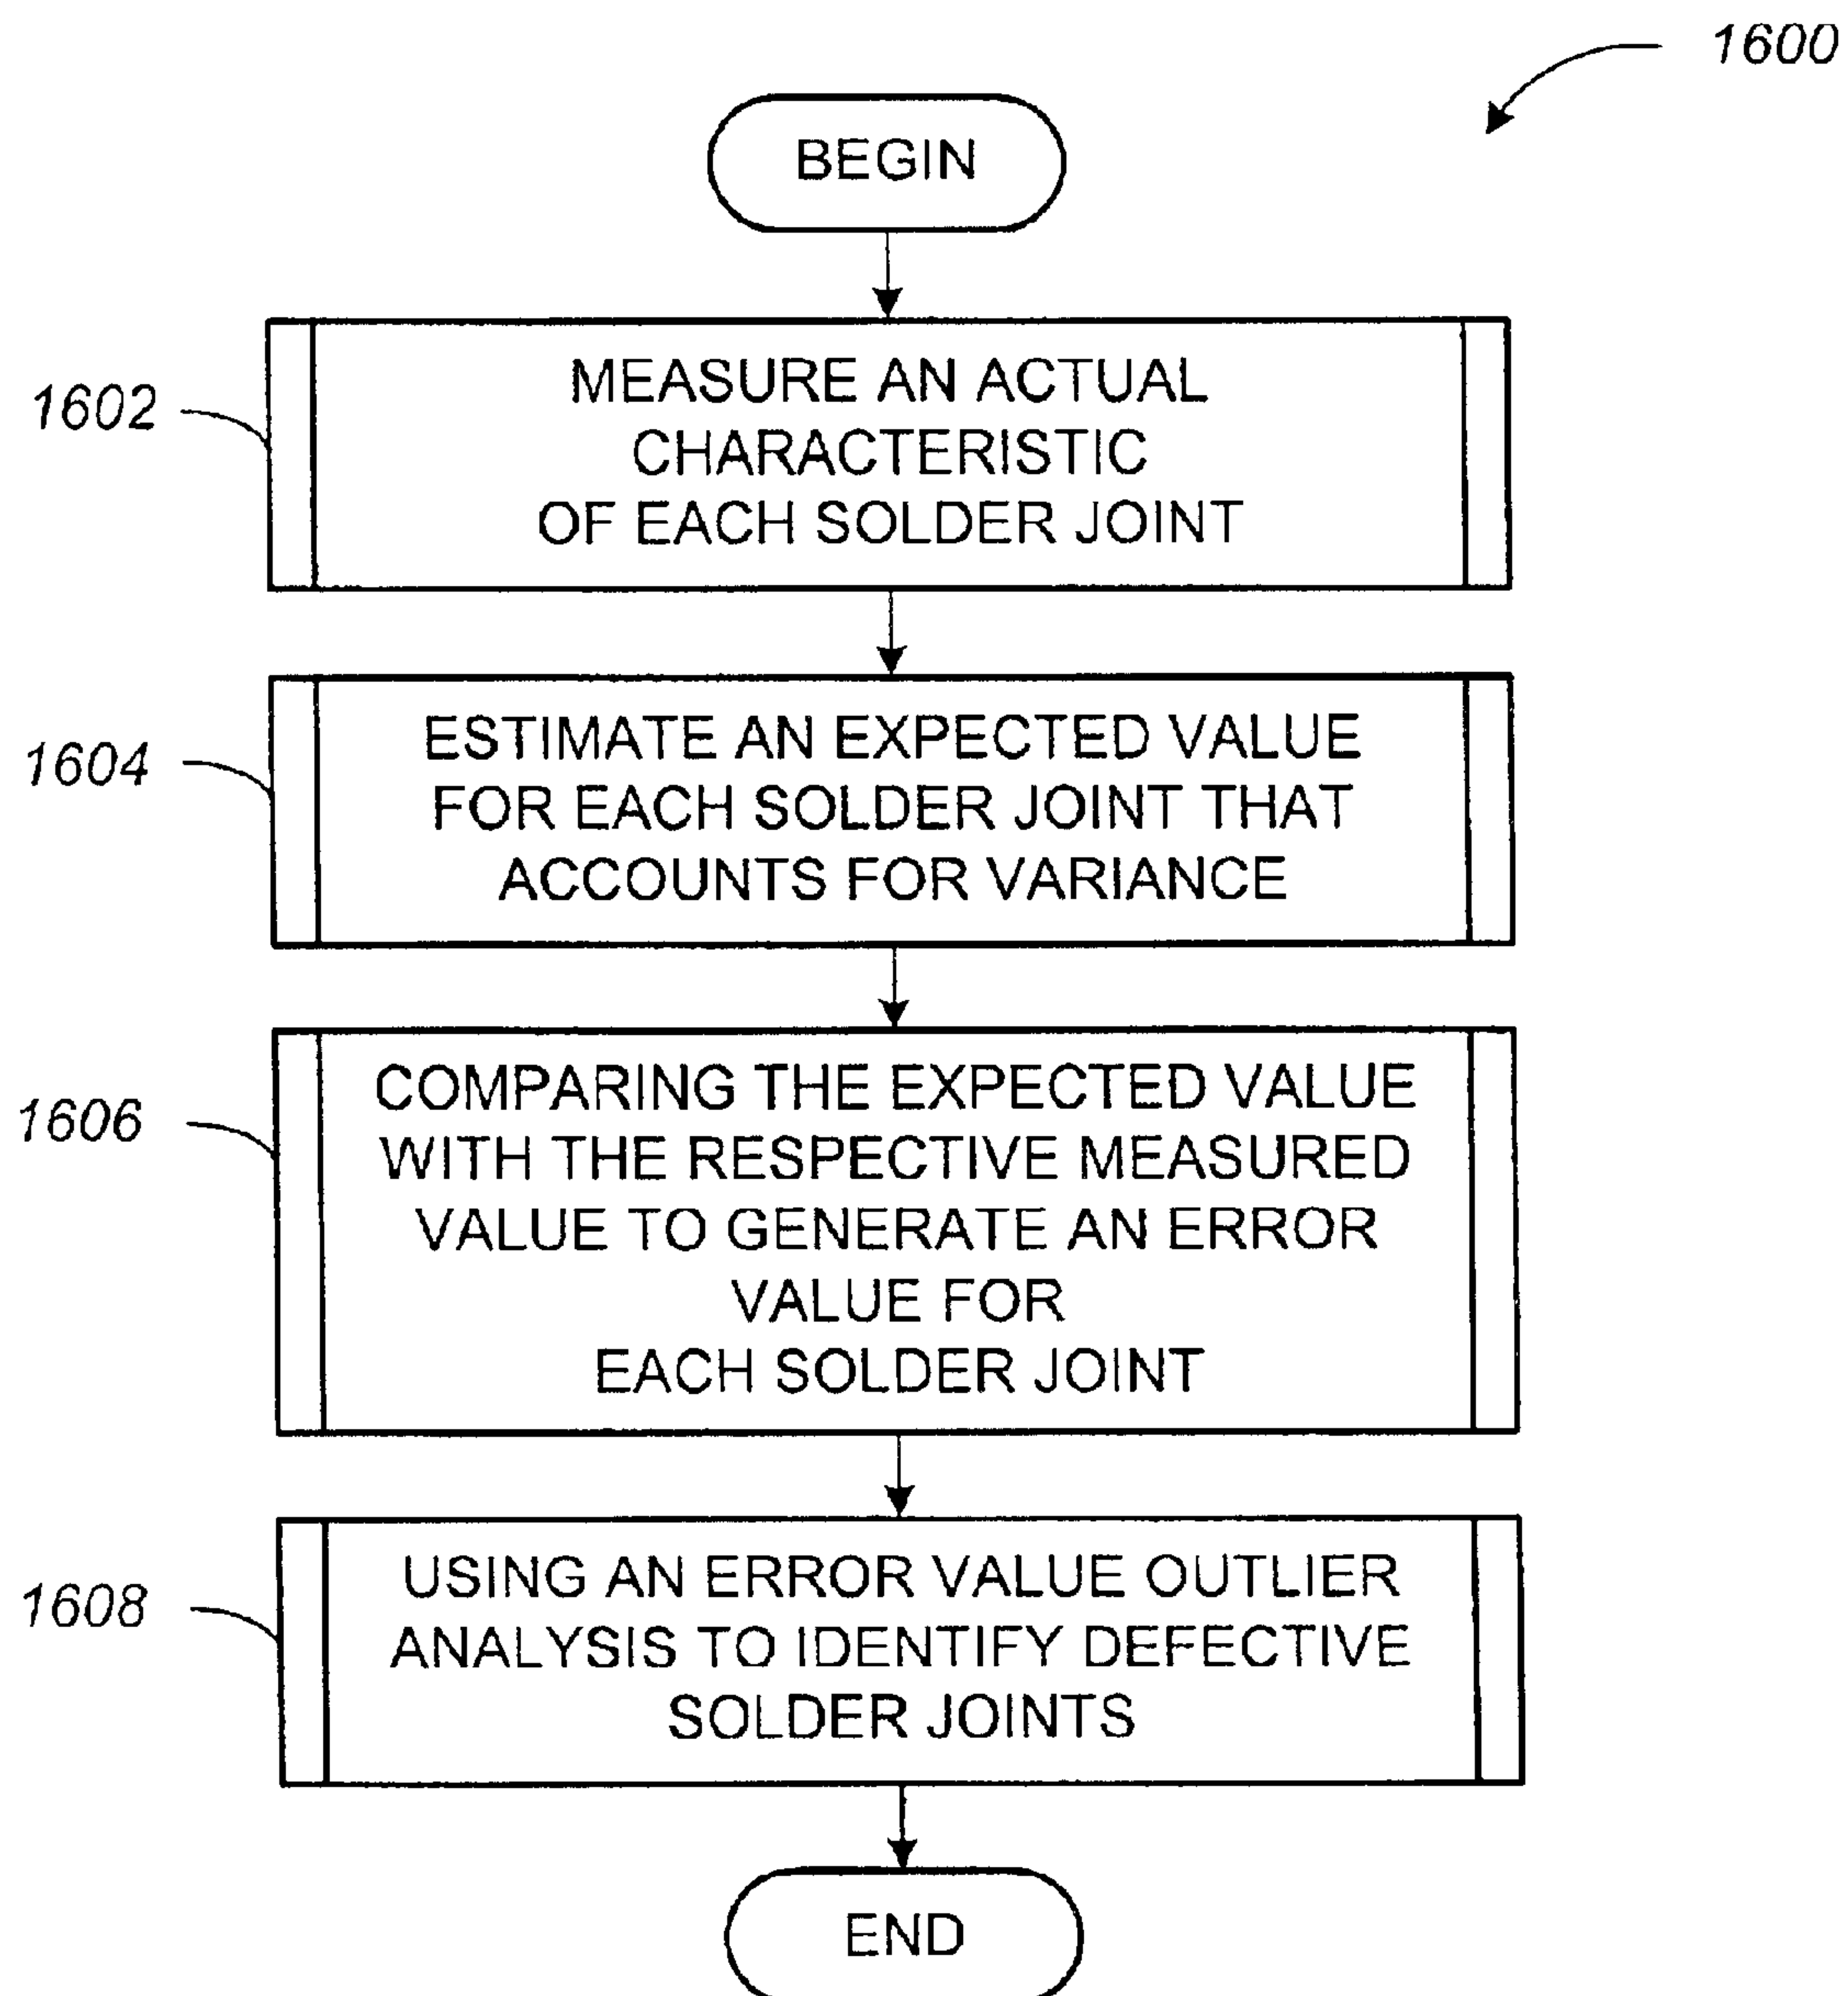 1600
BEGIN
1602
MEASURE AN ACTUAL
CHARACTERISTIC
OF EACH SOLDER JOINT
1604
ESTIMATE AN EXPECTED VALUE
FOR EACH SOLDER JOINT THAT
ACCOUNTS FOR VARIANCE
1606
COMPARING THE EXPECTED VALUE
WITH THE RESPECTIVE MEASURED
VALUE TO GENERATE AN ERROR
VALUE FOR
EACH SOLDER JOINT
1608
USING AN ERROR VALUE OUTLIER
ANALYSIS TO IDENTIFY DEFECTIVE
SOLDER JOINTS
END